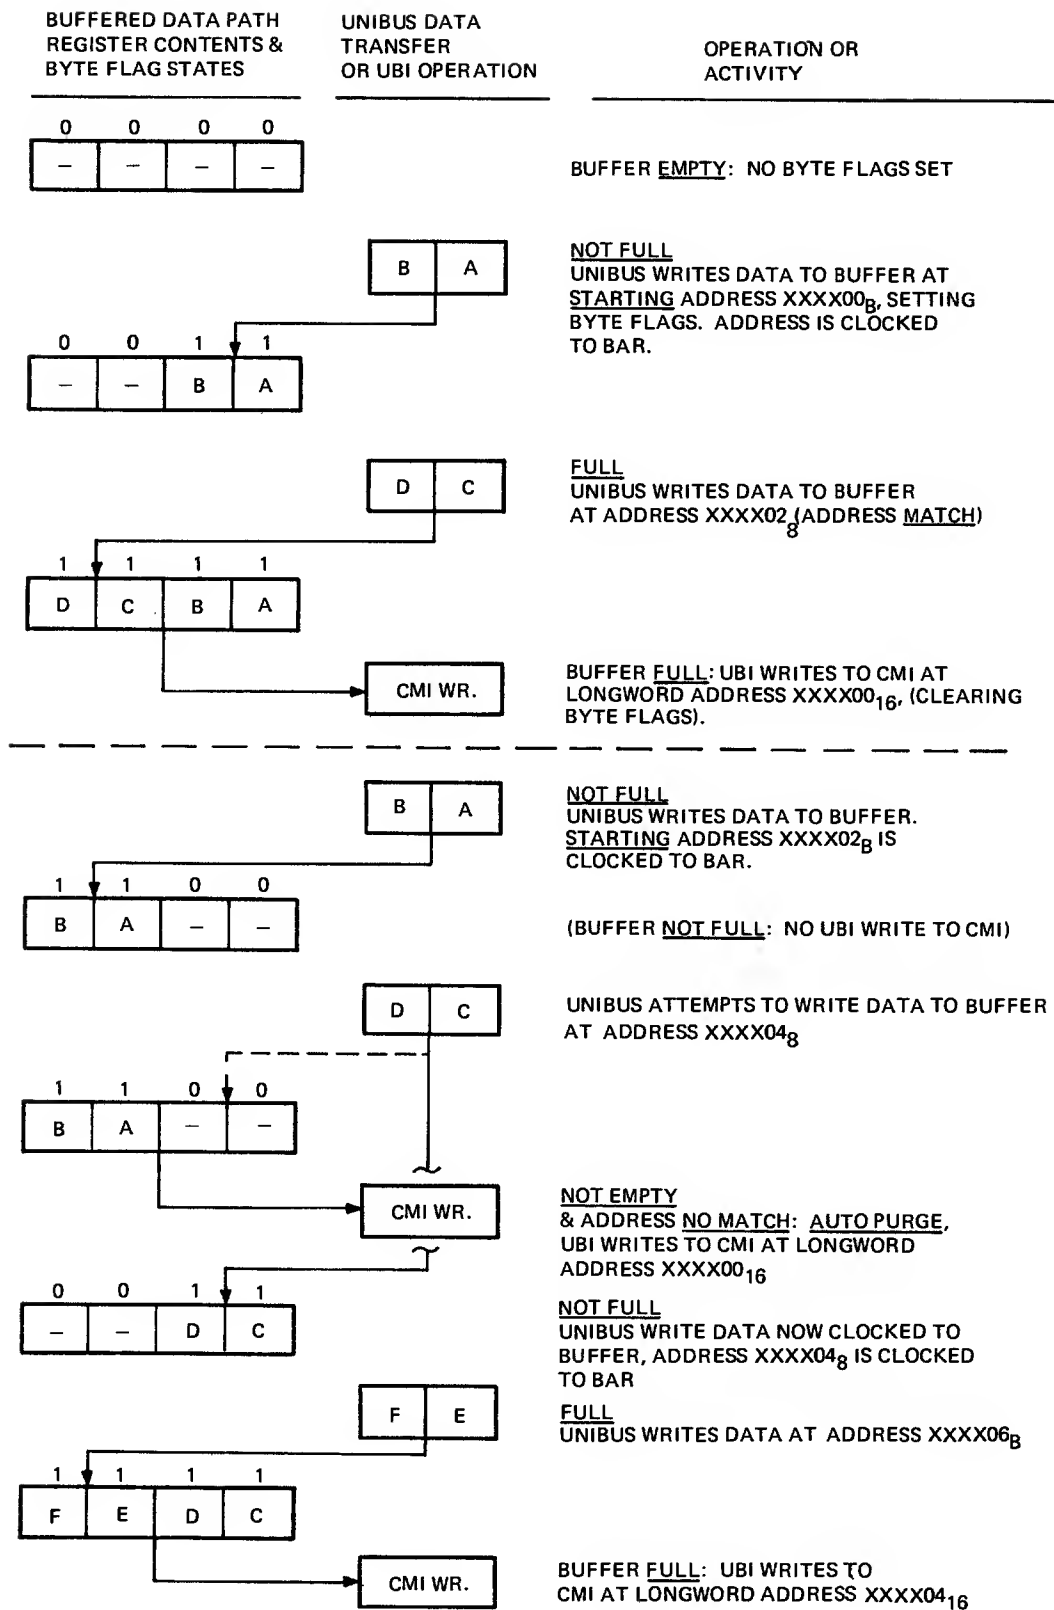 BUFFERED DATA PATH
REGISTER CONTENTS &
BYTE FLAG STATES
UNIBUS DATA
TRANSFER
OR UBI OPERATION
OPERATION OR
ACTIVITY
0 0 0 0
– – – –
BUFFER EMPTY: NO BYTE FLAGS SET
B A
NOT FULL
UNIBUS WRITES DATA TO BUFFER AT
STARTING ADDRESS XXXX00B, SETTING
BYTE FLAGS. ADDRESS IS CLOCKED
TO BAR.
0 0 1 1
– – B A
D C
FULL
UNIBUS WRITES DATA TO BUFFER
AT ADDRESS XXXX028 (ADDRESS MATCH)
1 1 1 1
D C B A
CMI WR.
BUFFER FULL: UBI WRITES TO CMI AT
LONGWORD ADDRESS XXXX0016, (CLEARING
BYTE FLAGS).
B A
NOT FULL
UNIBUS WRITES DATA TO BUFFER.
STARTING ADDRESS XXXX02B IS
CLOCKED TO BAR.
1 1 0 0
B A – –
(BUFFER NOT FULL: NO UBI WRITE TO CMI)
D C
UNIBUS ATTEMPTS TO WRITE DATA TO BUFFER
AT ADDRESS XXXX048
1 1 0 0
B A – –
CMI WR.
NOT EMPTY
& ADDRESS NO MATCH: AUTO PURGE,
UBI WRITES TO CMI AT LONGWORD
ADDRESS XXXX0016
0 0 1 1
– – D C
NOT FULL
UNIBUS WRITE DATA NOW CLOCKED TO
BUFFER, ADDRESS XXXX048 IS CLOCKED
TO BAR
F E
FULL
UNIBUS WRITES DATA AT ADDRESS XXXX06B
1 1 1 1
F E D C
CMI WR.
BUFFER FULL: UBI WRITES TO
CMI AT LONGWORD ADDRESS XXXX0416